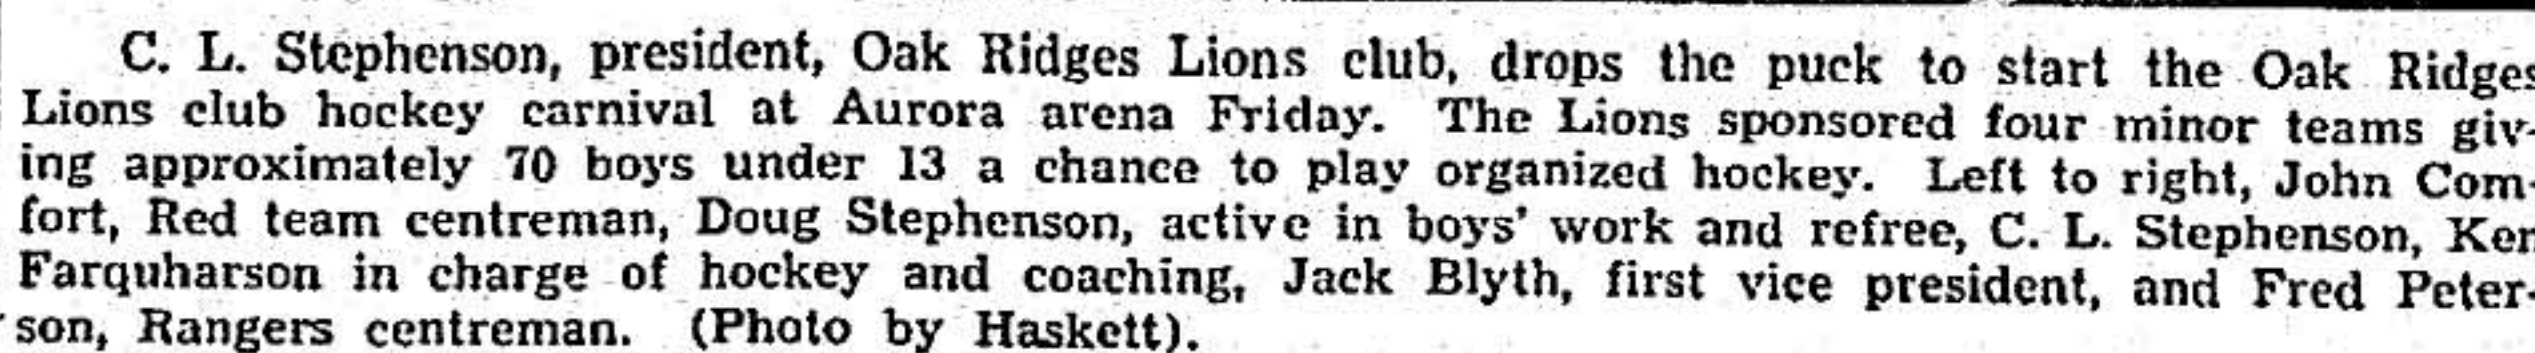 C. L. Stephenson, president, Oak Ridges Lions club, drops the puck to start the Oak Ridges
Lions club hockey carnival at Aurora arena Friday. The Lions sponsored four minor teams giv-
ing approximately 70 boys under 13 a chance to play organized hockey. Left to right, John Com-
fort, Red team centreman, Doug Stephenson, active in boys' work and refree, C. L. Stephenson, Ken
Farquharson in charge of hockey and coaching, Jack Blyth, first vice president, and Fred Peter-
son, Rangers centreman. (Photo by Haskett).